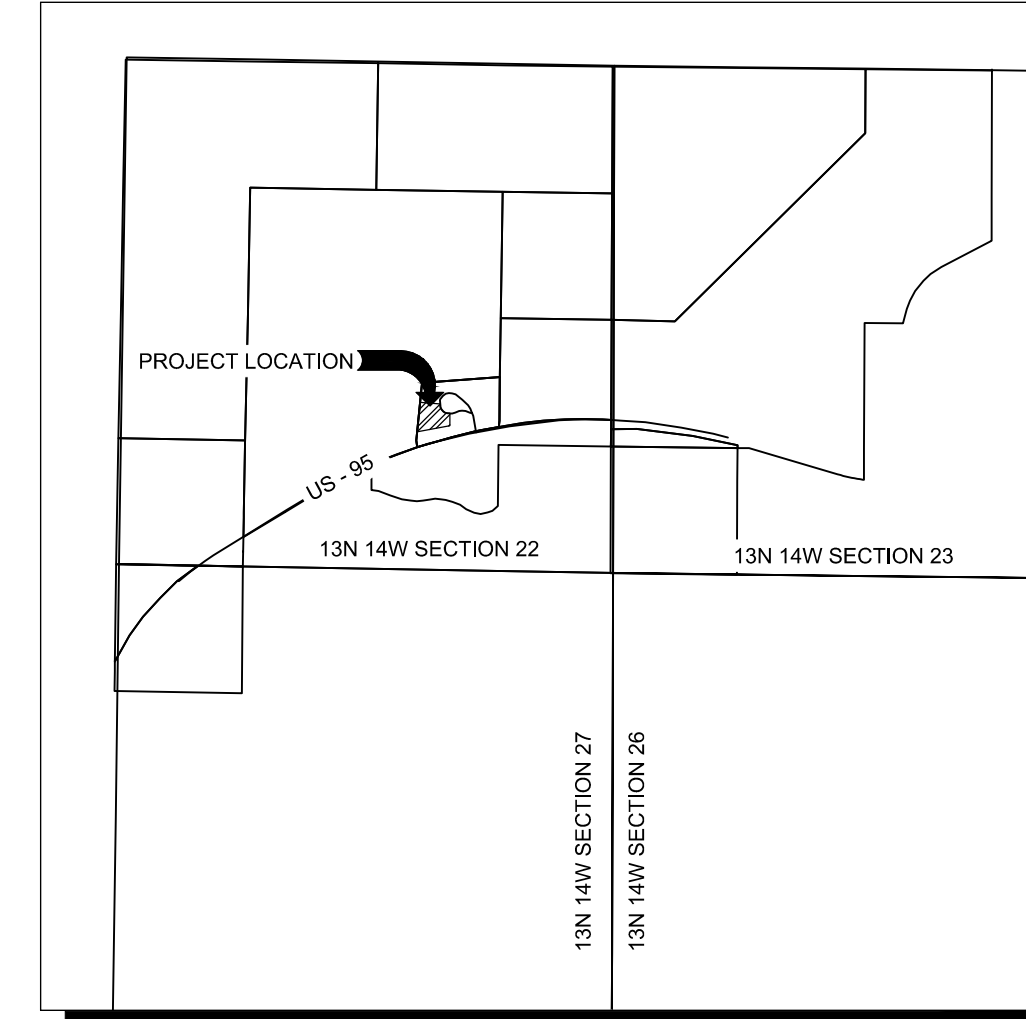 PROJECT LOCATION
US - 95
13N 14W SECTION 22
13N 14W SECTION 23
13N 14W SECTION 27
13N 14W SECTION 26